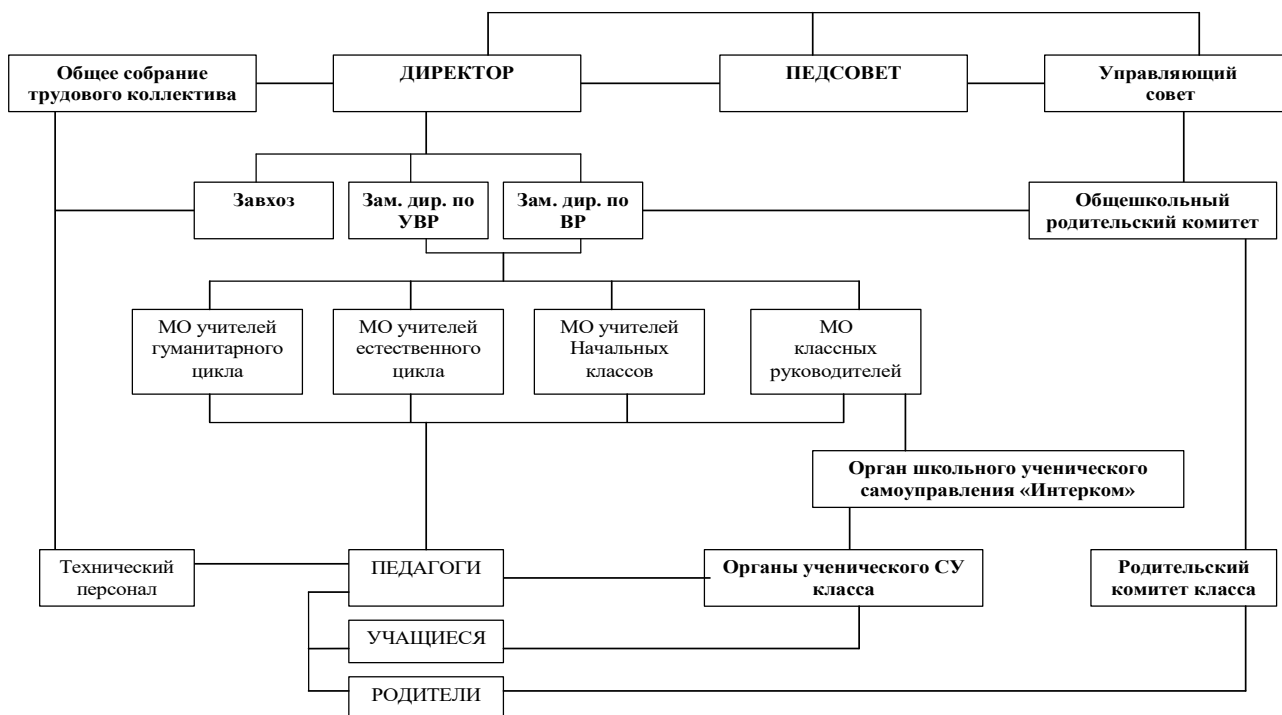 Общее собрание
трудового коллектива
ДИРЕКТОР
ПЕДСОВЕТ
Управляющий
совет
Завхоз
Зам. дир. по
УВР
Зам. дир. по
ВР
Общешкольный
родительский комитет
МО учителей
гуманитарного
цикла
МО учителей
естественного
цикла
МО учителей
Начальных
классов
МО
классных
руководителей
Орган школьного ученического
самоуправления «Интерком»
Технический
персонал
ПЕДАГОГИ
Органы ученического СУ
класса
Родительский
комитет класса
УЧАЩИЕСЯ
РОДИТЕЛИ